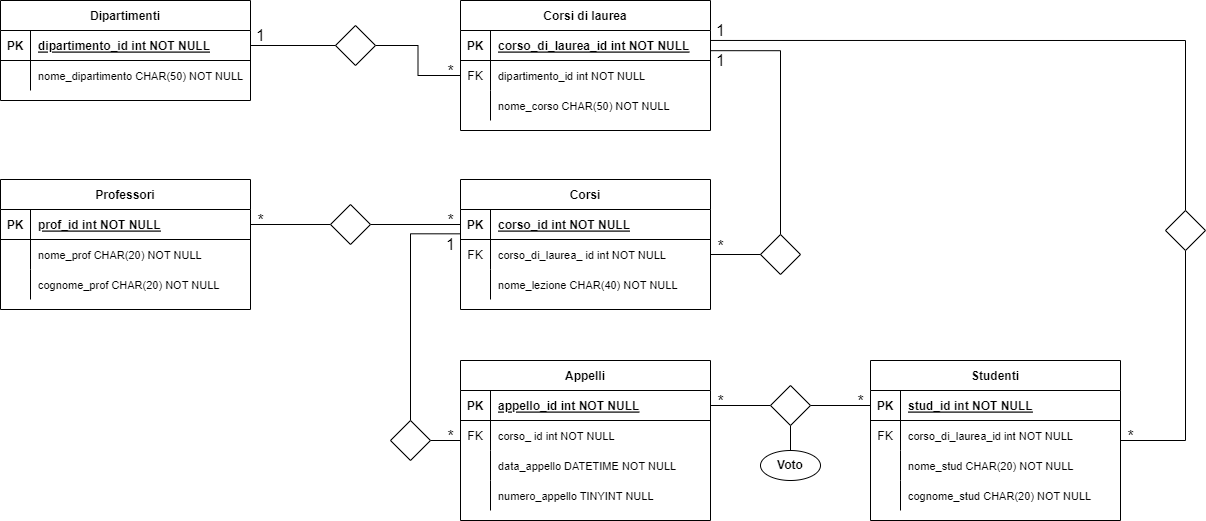 Dipartimenti
PK dipartimento_id int NOT NULL
nome_dipartimento CHAR(50) NOT NULL
1
*
Corsi di laurea
PK corso_di_laurea_id int NOT NULL
FK dipartimento_id int NOT NULL
nome_corso CHAR(50) NOT NULL
1
1
Professori
PK prof_id int NOT NULL
nome_prof CHAR(20) NOT NULL
cognome_prof CHAR(20) NOT NULL
*
*
1
Corsi
PK corso_id int NOT NULL
FK corso_di_laurea_ id int NOT NULL
nome_lezione CHAR(40) NOT NULL
*
Appelli
PK appello_id int NOT NULL
FK corso_ id int NOT NULL
data_appello DATETIME NOT NULL
numero_appello TINYINT NULL
*
*
*
Voto
Studenti
PK stud_id int NOT NULL
FK corso_di_laurea_id int NOT NULL
nome_stud CHAR(20) NOT NULL
cognome_stud CHAR(20) NOT NULL
*